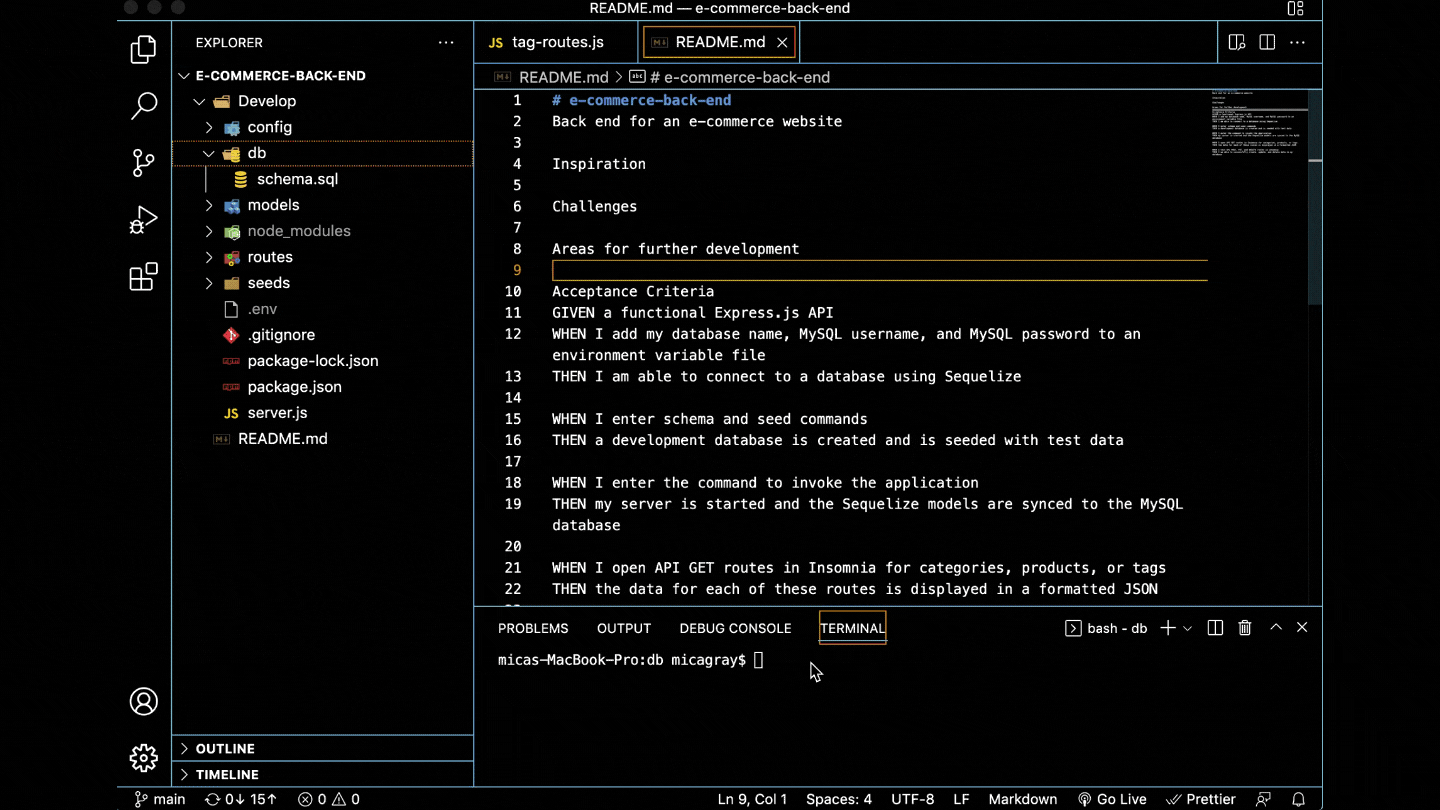 README.md — e-commerce-back-end
EXPLORER
E-COMMERCE-BACK-END
Develop
config
db
schema.sql
models
node_modules
routes
seeds
.env
.gitignore
package-lock.json
package.json
JS server.js
README.md
OUTLINE
TIMELINE
JS tag-routes.js
README.md
README.md > # e-commerce-back-end
1 # e-commerce-back-end
2 Back end for an e-commerce website
3
4 Inspiration
5
6 Challenges
7
8 Areas for further development
9
10 Acceptance Criteria
11 GIVEN a functional Express.js API
12 WHEN I add my database name, MySQL username, and MySQL password to an
environment variable file
13 THEN I am able to connect to a database using Sequelize
14
15 WHEN I enter schema and seed commands
16 THEN a development database is created and is seeded with test data
17
18 WHEN I enter the command to invoke the application
19 THEN my server is started and the Sequelize models are synced to the MySQL
database
20
21 WHEN I open API GET routes in Insomnia for categories, products, or tags
22 THEN the data for each of these routes is displayed in a formatted JSON
PROBLEMS OUTPUT DEBUG CONSOLE TERMINAL bash - db
micas-MacBook-Pro:db micagray$
main 0↓ 15↑ 0 0 Ln 9, Col 1 Spaces: 4 UTF-8 LF Markdown Go Live Prettier